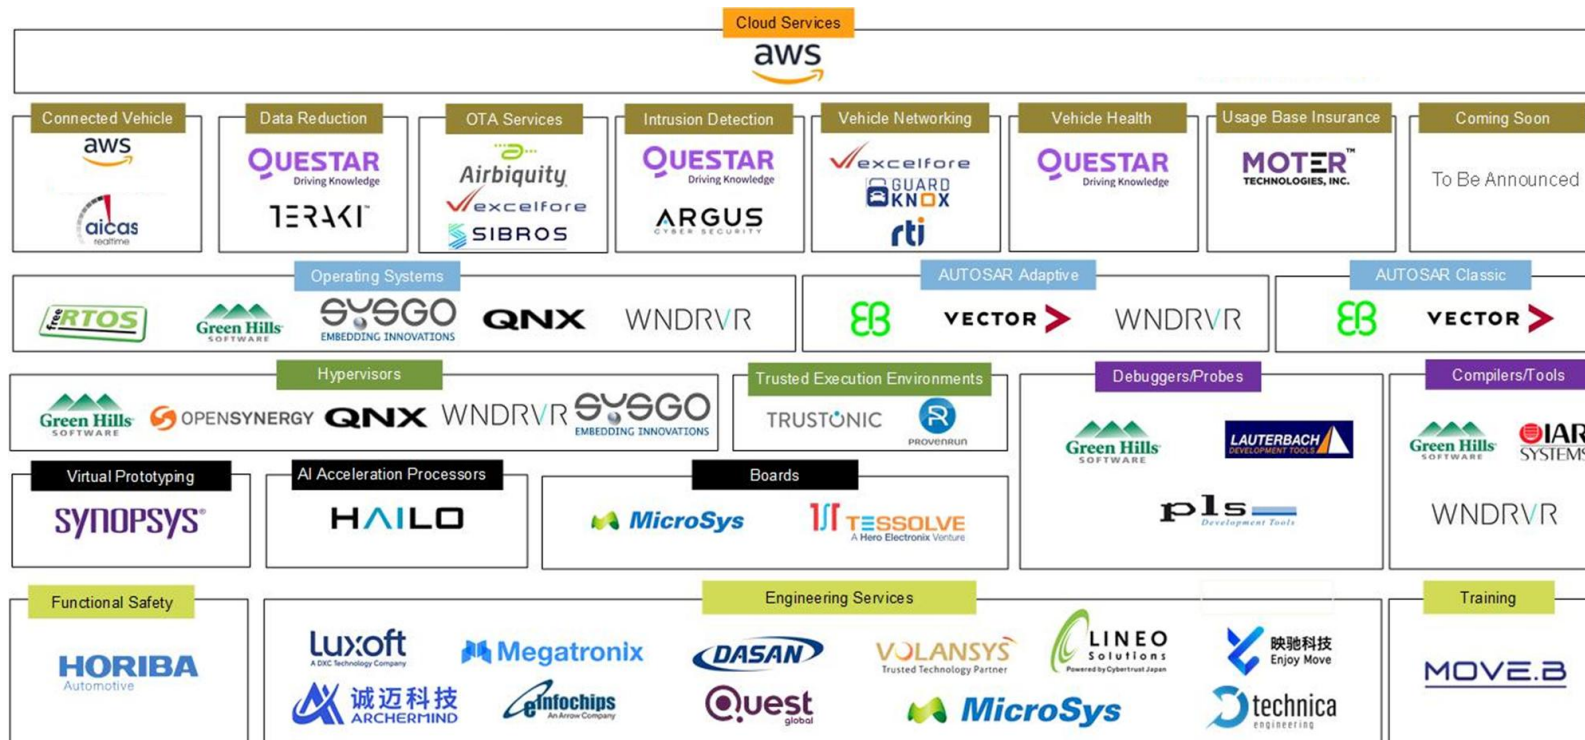 Cloud Services
aws
Connected Vehicle
aws
aicas
realtime
Data Reduction
QUESTAR
Driving Knowledge
TERAKI™
OTA Services
Airbiquity
excelfore
SIBROS
Intrusion Detection
QUESTAR
Driving Knowledge
ARGUS
CYBER SECURITY
Vehicle Networking
excelfore
GUARD
KNOX
rti
Vehicle Health
QUESTAR
Driving Knowledge
Usage Base Insurance
MOTER™
TECHNOLOGIES, INC.
Coming Soon
To Be Announced
Operating Systems
free RTOS
Green Hills
SOFTWARE
SYSGO
EMBEDDING INNOVATIONS
QNX
WNDRVR
AUTOSAR Adaptive
EB
VECTOR
WNDRVR
AUTOSAR Classic
EB
VECTOR
Hypervisors
Green Hills
SOFTWARE
OPENSYNERGY
QNX
WNDRVR
SYSGO
EMBEDDING INNOVATIONS
Trusted Execution Environments
TRUSTONIC
PROVENRUN
Debuggers/Probes
Green Hills
SOFTWARE
LAUTERBACH
DEVELOPMENT TOOLS
pls
Development Tools
Compilers/Tools
Green Hills
SOFTWARE
IAR
SYSTEMS
WNDRVR
Virtual Prototyping
SYNOPSYS®
AI Acceleration Processors
HAILO
Boards
MicroSys
TESSOLVE
A Hero Electronix Venture
Functional Safety
HORIBA
Automotive
Engineering Services
Luxoft
A DXC Technology Company
Megatronix
DASAN
VOLANSYS
Trusted Technology Partner
LINEO
Solutions
Powered by Cybertrust Japan
映驰科技
Enjoy Move
诚迈科技
ARCHERMIND
eInfochips
An Arrow Company
Quest
global
MicroSys
technica
engineering
Training
MOVE.B